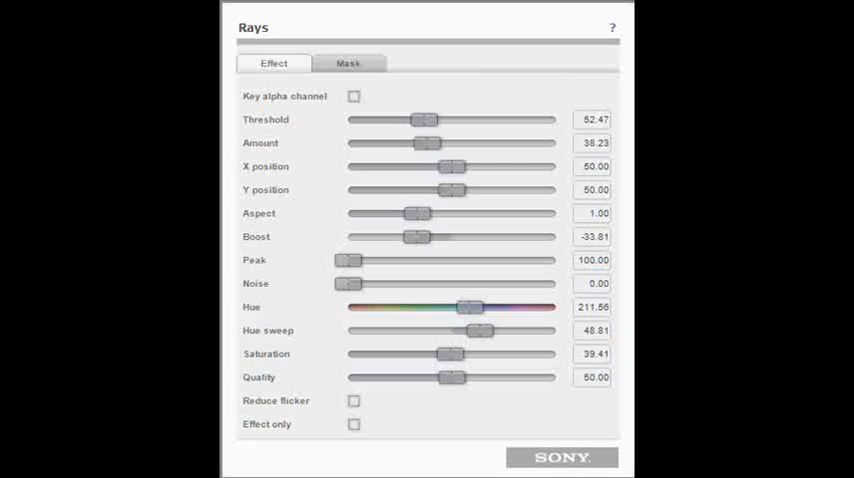 Rays ?
Effect Mask
Key alpha channel
Threshold 52.47
Amount 38.23
X position 50.00
Y position 50.00
Aspect 1.00
Boost -33.81
Peak 100.00
Noise 0.00
Hue 211.56
Hue sweep 48.81
Saturation 39.41
Quality 50.00
Reduce flicker
Effect only
SONY